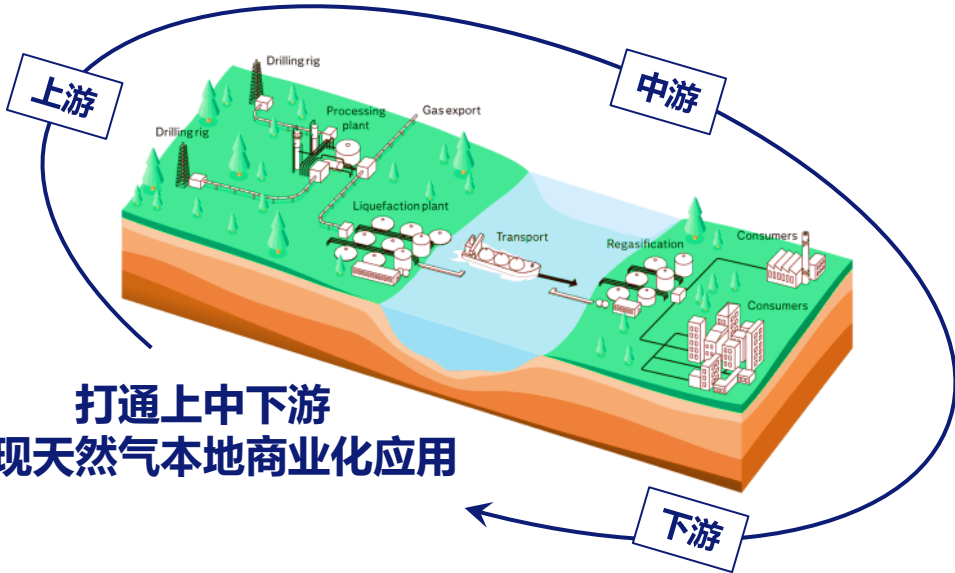 上游
中游
Drilling rig
Drilling rig
Processing
plant
Gas export
Liquefaction plant
Transport
Regasification
Consumers
Consumers
打通上中下游
现天然气本地商业化应用
下游